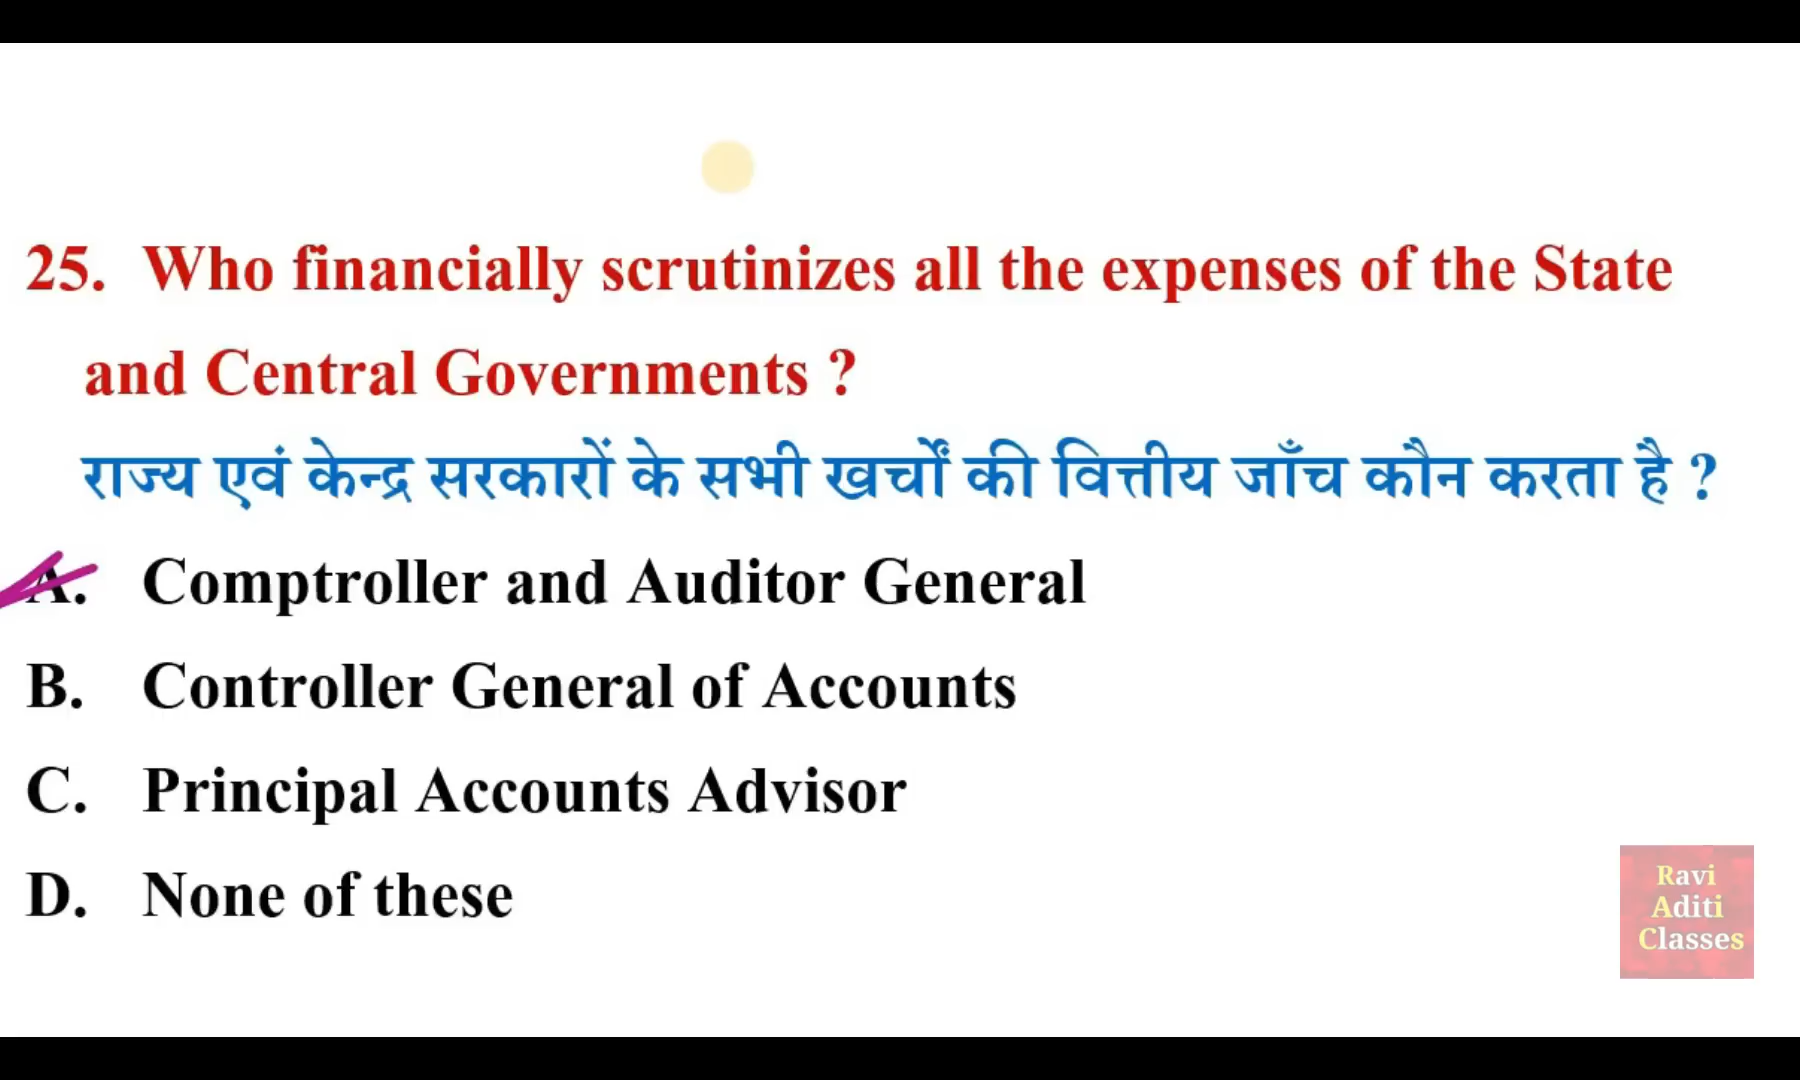 25. Who financially scrutinizes all the expenses of the State
and Central Governments ?
राज्य एवं केन्द्र सरकारों के सभी खर्चों की वित्तीय जाँच कौन करता है ?
A. Comptroller and Auditor General
B. Controller General of Accounts
C. Principal Accounts Advisor
D. None of these
Ravi
Aditi
Classes